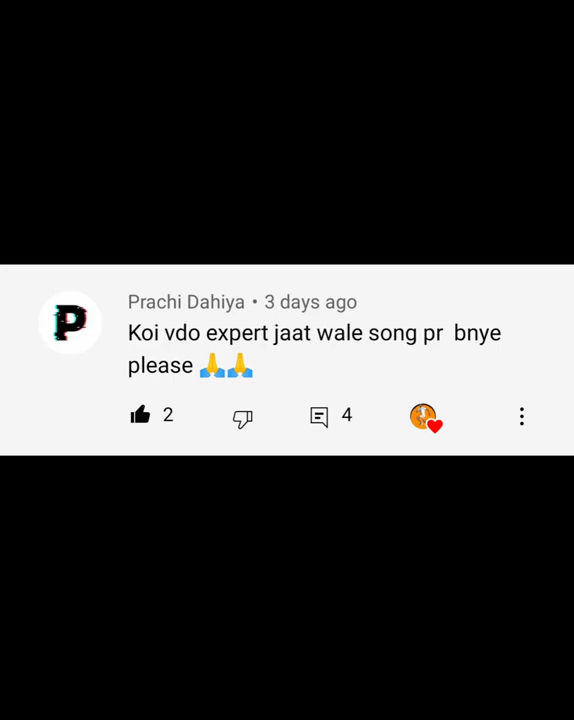 P
Prachi Dahiya • 3 days ago
Koi vdo expert jaat wale song pr bnye
please 🙏🙏
2 4